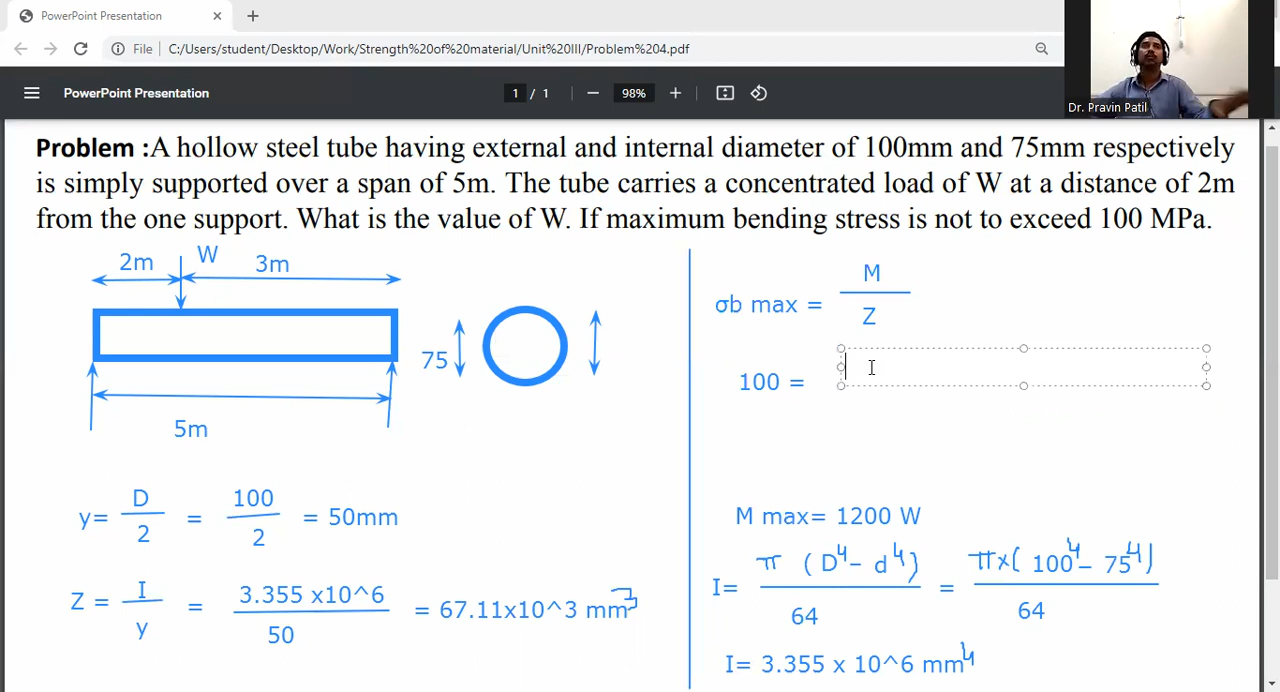 PowerPoint Presentation
File
C:/Users/student/Desktop/Work/Strength%20of%20material/Unit%20III/Problem%204.pdf
PowerPoint Presentation
1 / 1
98%
Dr. Pravin Patil
Problem :A hollow steel tube having external and internal diameter of 100mm and 75mm respectively
is simply supported over a span of 5m. The tube carries a concentrated load of W at a distance of 2m
from the one support. What is the value of W. If maximum bending stress is not to exceed 100 MPa.
2m
W
3m
75
5m
y= D/2 = 100/2 = 50mm
Z = I/y = 3.355 x10^6/50 = 67.11x10^3 mm³
σb max = M/Z
100 =
M max= 1200 W
I= π (D⁴- d⁴)/64 = πx( 100⁴- 75⁴)/64
I= 3.355 x 10^6 mm⁴